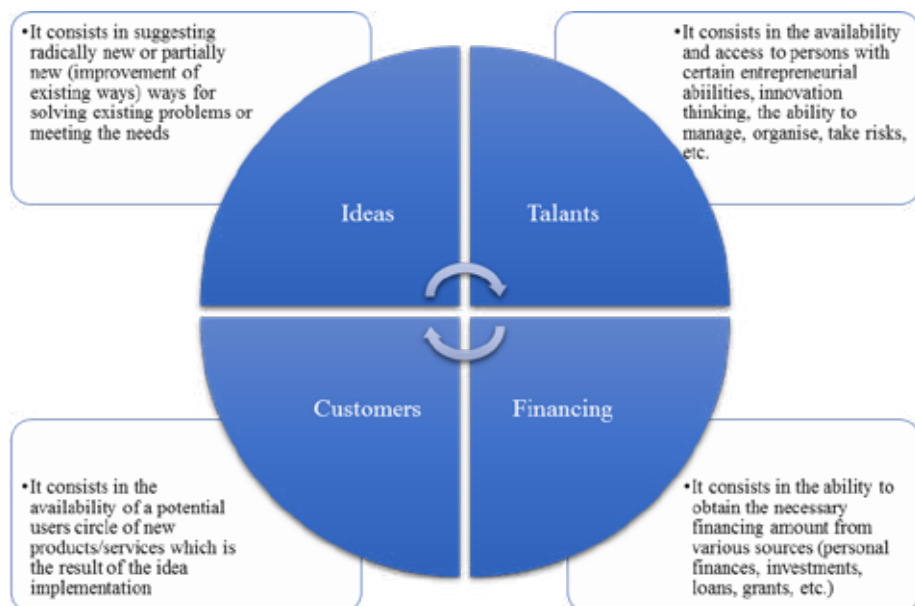 •It consists in suggesting
radically new or partially
new (improvement of
existing ways) ways for
solving existing problems or
meeting the needs
•It consists in the availability
and access to persons with
certain entrepreneurial
abiilities, innovation
thinking, the ability to
manage, organise, take risks,
etc.
Ideas
Talants
Customers
Financing
•It consists in the
availability of a potential
users circle of new
products/services which is
the result of the idea
implementation
•It consists in the ability to
obtain the necessary
financing amount from
various sources (personal
finances, investments,
loans, grants, etc.)